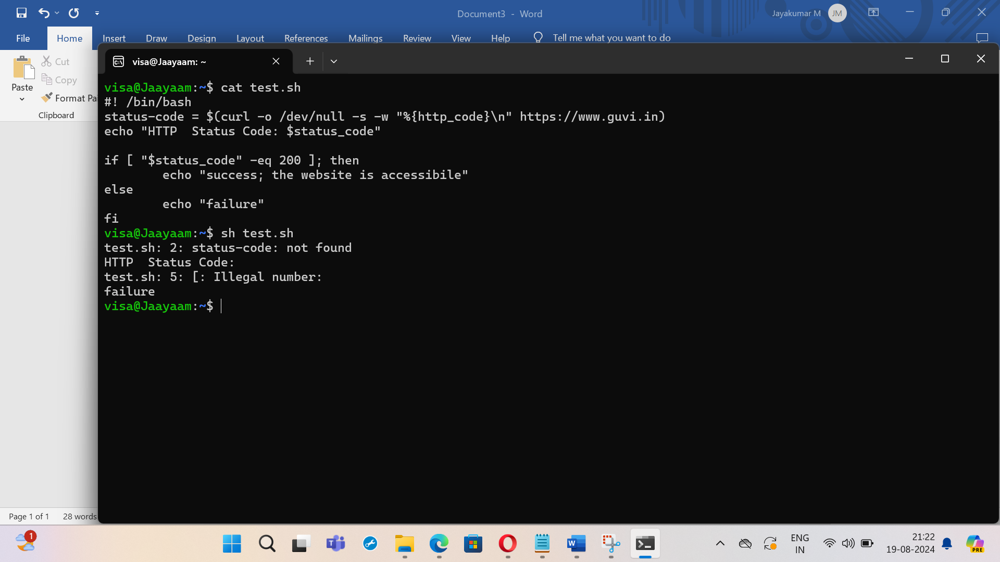 Document3 - Word
Jayakumar M
JM
File
Home
Insert
Draw
Design
Layout
References
Mailings
Review
View
Help
Tell me what you want to do
Paste
Cut
Copy
Format Pai
Clipboard
C:\
visa@Jaayaam: ~
visa@Jaayaam:~$ cat test.sh
#! /bin/bash
status-code = $(curl -o /dev/null -s -w "%{http_code}\n" https://www.guvi.in)
echo "HTTP  Status Code: $status_code"
if [ "$status_code" -eq 200 ]; then
        echo "success; the website is accessibile"
else
        echo "failure"
fi
visa@Jaayaam:~$ sh test.sh
test.sh: 2: status-code: not found
HTTP  Status Code:
test.sh: 5: [: Illegal number:
failure
visa@Jaayaam:~$
Page 1 of 1
28 words
1
T
W
ENG
IN
21:22
19-08-2024
PRE